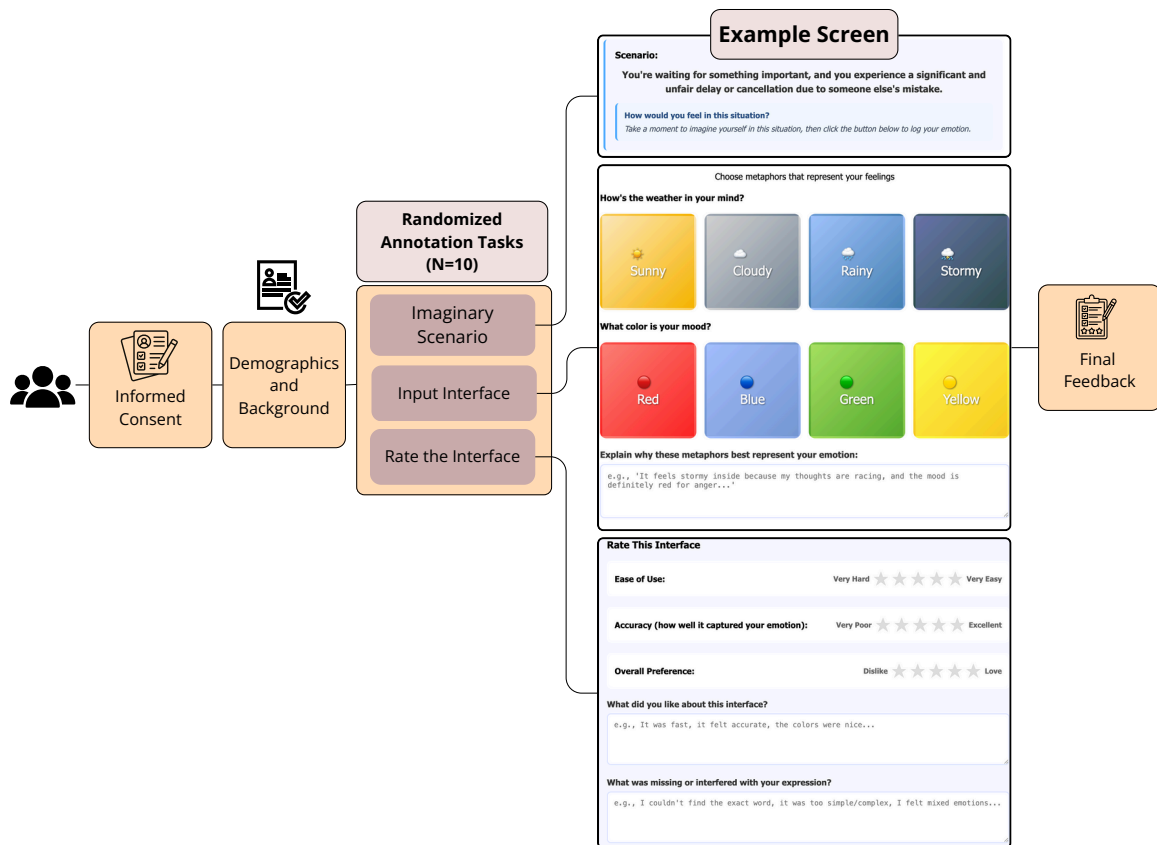 Informed
Consent
Demographics
and
Background
Randomized
Annotation Tasks
(N=10)
Imaginary
Scenario
Input Interface
Rate the Interface
Example Screen
Scenario:
You're waiting for something important, and you experience a significant and
unfair delay or cancellation due to someone else's mistake.
How would you feel in this situation?
Take a moment to imagine yourself in this situation, then click the button below to log your emotion.
Choose metaphors that represent your feelings
How's the weather in your mind?
Sunny
Cloudy
Rainy
Stormy
What color is your mood?
Red
Blue
Green
Yellow
Explain why these metaphors best represent your emotion:
e.g., 'It feels stormy inside because my thoughts are racing, and the mood is
definitely red for anger...'
Rate This Interface
Ease of Use: Very Hard Very Easy
Accuracy (how well it captured your emotion): Very Poor Excellent
Overall Preference: Dislike Love
What did you like about this interface?
e.g., It was fast, it felt accurate, the colors were nice...
What was missing or interfered with your expression?
e.g., I couldn't find the exact word, it was too simple/complex, I felt mixed emotions...
Final
Feedback